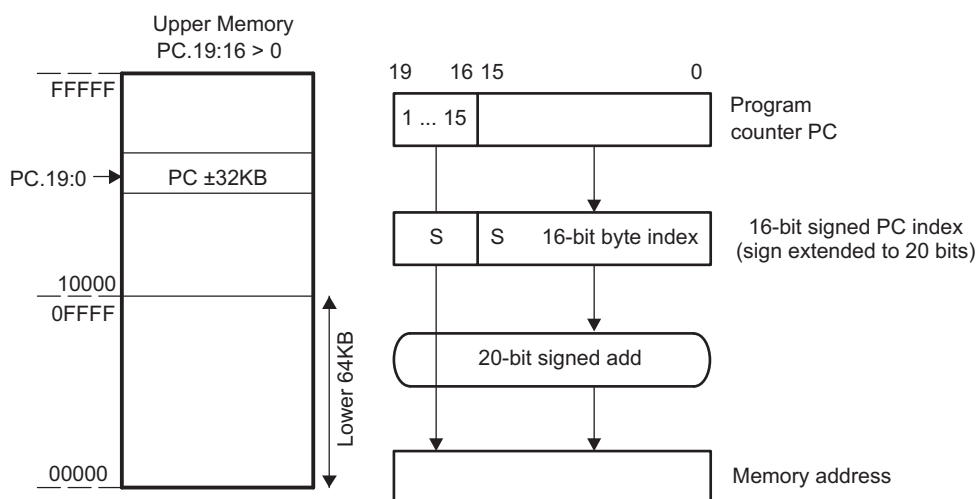 Upper Memory
PC.19:16 > 0
FFFFF
PC.19:0
PC ±32KB
10000
0FFFF
Lower 64KB
00000
19 16 15 0
1 ... 15
Program
counter PC
S S 16-bit byte index
16-bit signed PC index
(sign extended to 20 bits)
20-bit signed add
Memory address